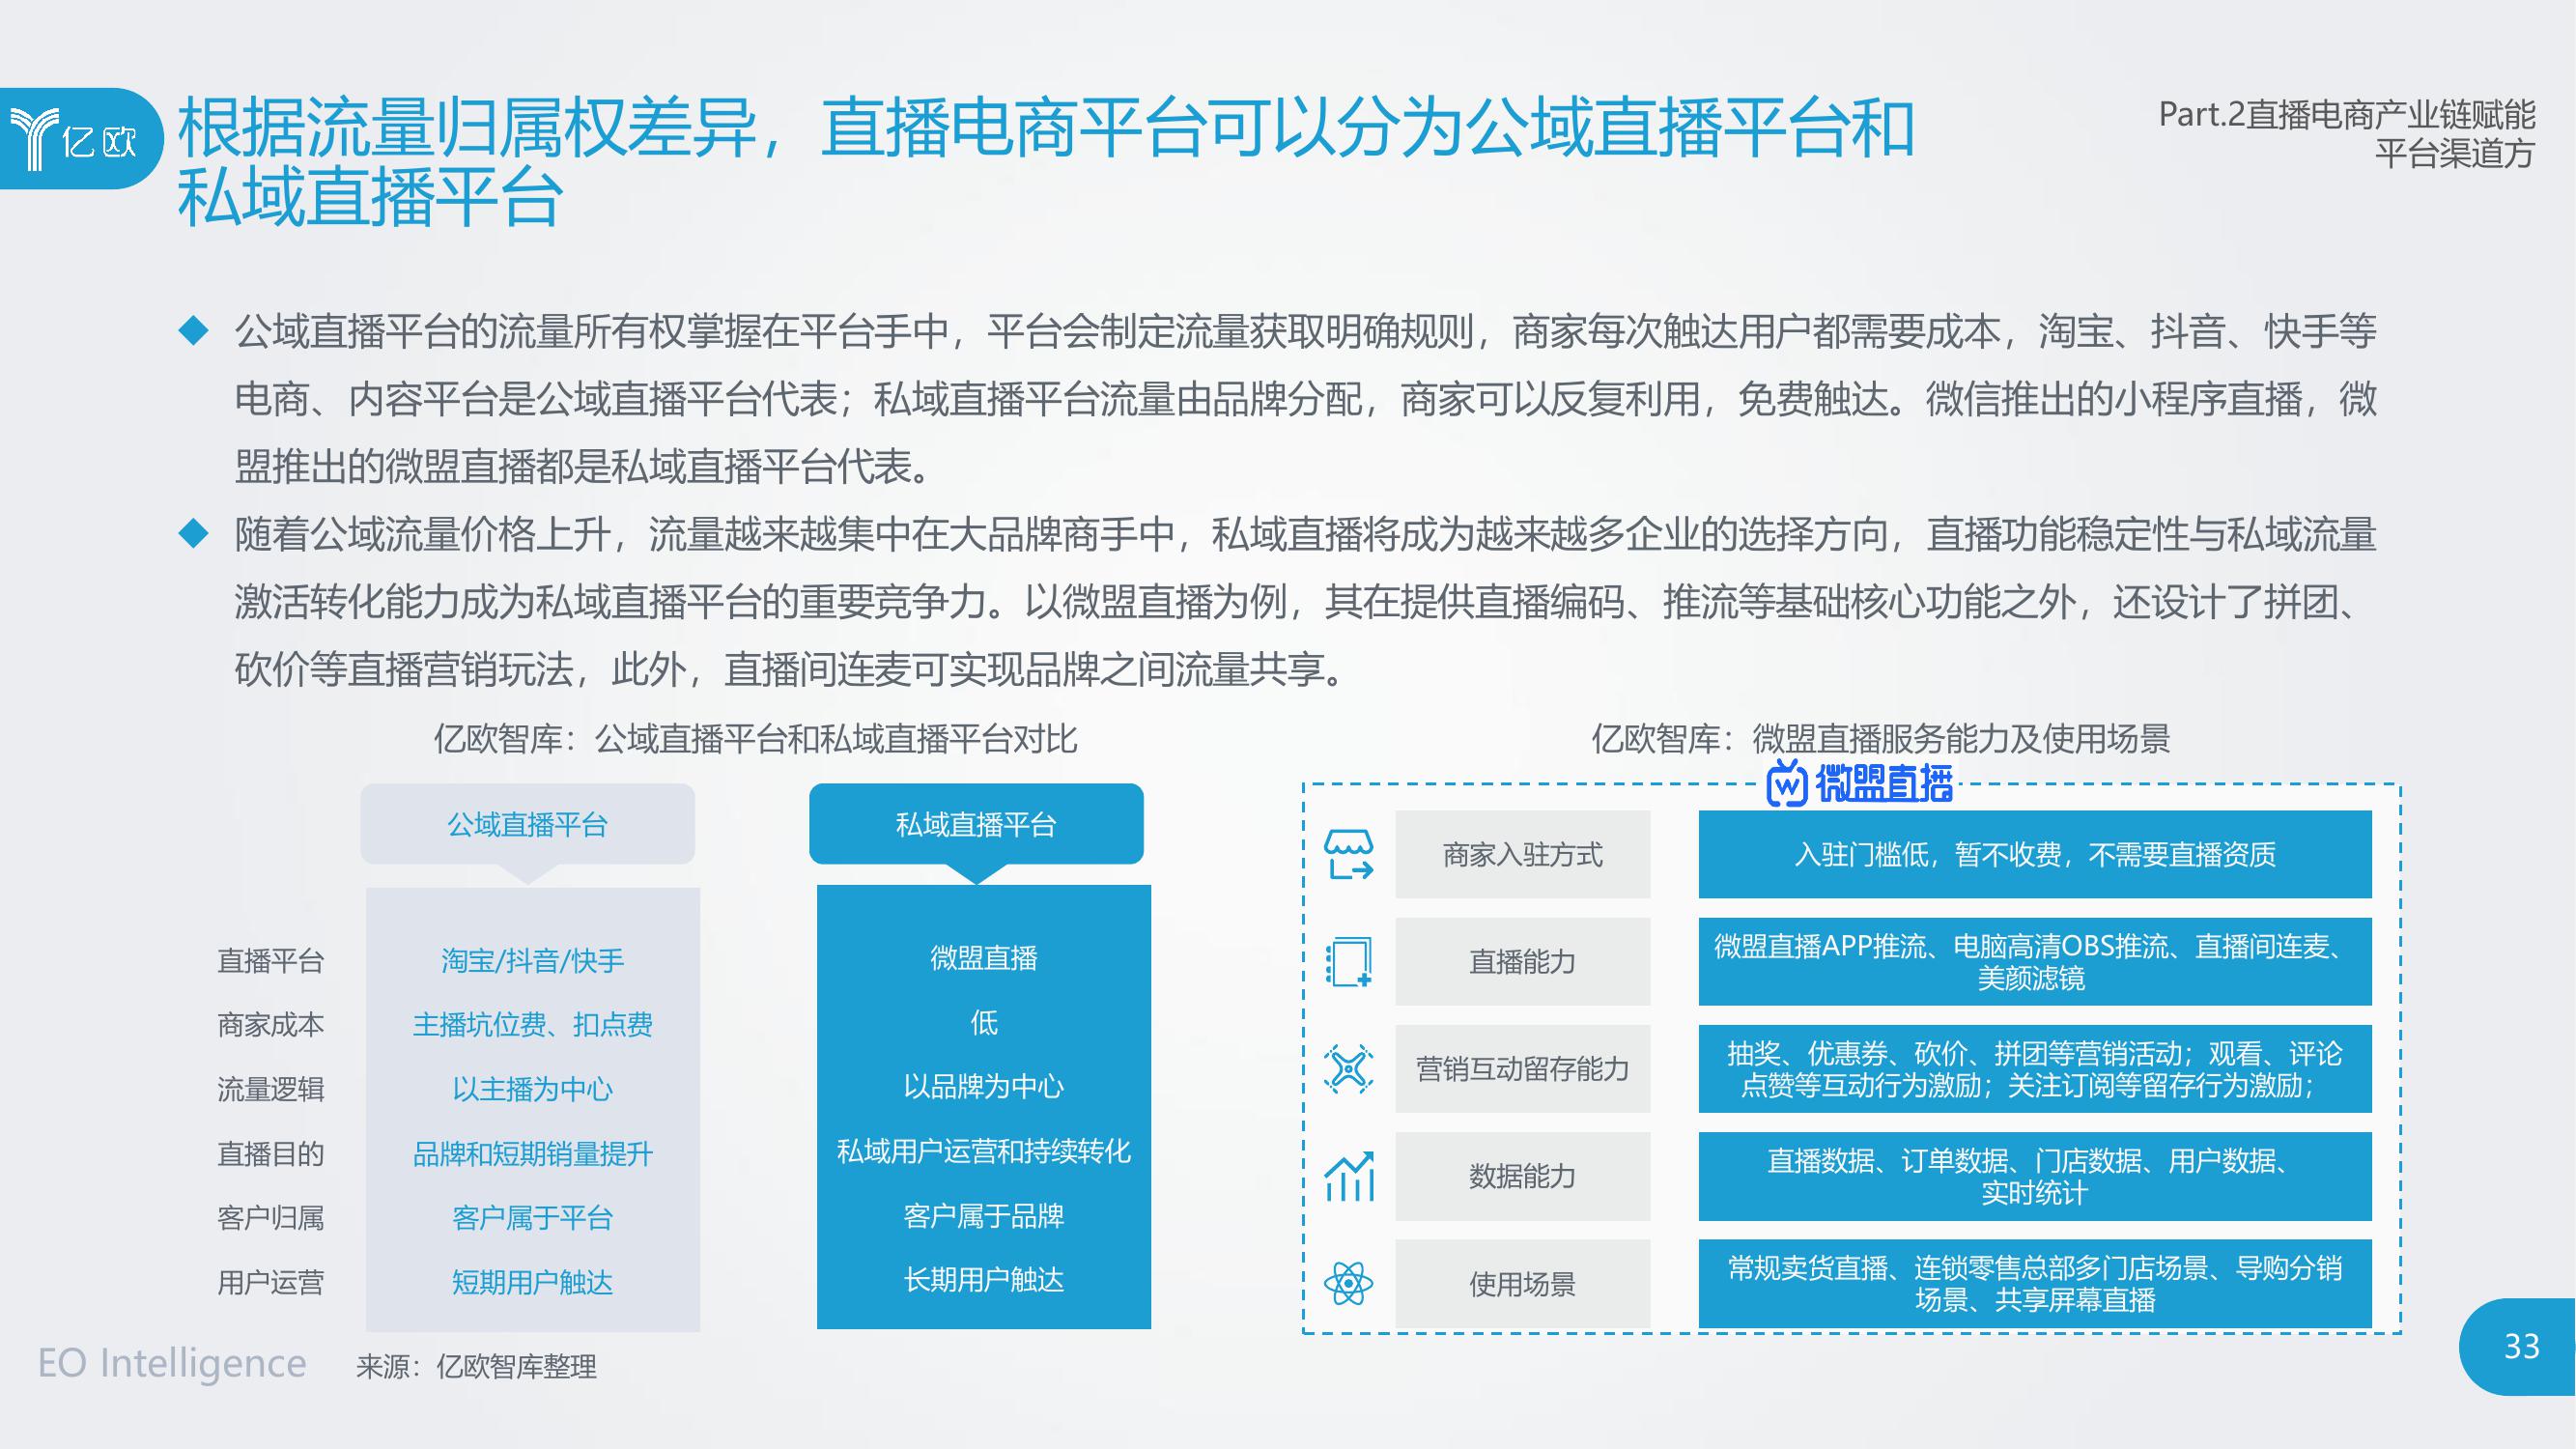 亿欧
根据流量归属权差异，直播电商平台可以分为公域直播平台和
私域直播平台
Part.2直播电商产业链赋能
平台渠道方
公域直播平台的流量所有权掌握在平台手中，平台会制定流量获取明确规则，商家每次触达用户都需要成本，淘宝、抖音、快手等
电商、内容平台是公域直播平台代表；私域直播平台流量由品牌分配，商家可以反复利用，免费触达。微信推出的小程序直播，微
盟推出的微盟直播都是私域直播平台代表。
随着公域流量价格上升，流量越来越集中在大品牌商手中，私域直播将成为越来越多企业的选择方向，直播功能稳定性与私域流量
激活转化能力成为私域直播平台的重要竞争力。以微盟直播为例，其在提供直播编码、推流等基础核心功能之外，还设计了拼团、
砍价等直播营销玩法，此外，直播间连麦可实现品牌之间流量共享。
亿欧智库：公域直播平台和私域直播平台对比
公域直播平台
私域直播平台
直播平台
淘宝/抖音/快手
微盟直播
商家成本
主播坑位费、扣点费
低
流量逻辑
以主播为中心
以品牌为中心
直播目的
品牌和短期销量提升
私域用户运营和持续转化
客户归属
客户属于平台
客户属于品牌
用户运营
短期用户触达
长期用户触达
亿欧智库：微盟直播服务能力及使用场景
微盟直播
商家入驻方式
入驻门槛低，暂不收费，不需要直播资质
直播能力
微盟直播APP推流、电脑高清OBS推流、直播间连麦、
美颜滤镜
营销互动留存能力
抽奖、优惠券、砍价、拼团等营销活动；观看、评论
点赞等互动行为激励；关注订阅等留存行为激励；
数据能力
直播数据、订单数据、门店数据、用户数据、
实时统计
使用场景
常规卖货直播、连锁零售总部多门店场景、导购分销
场景、共享屏幕直播
EO Intelligence
来源：亿欧智库整理
33